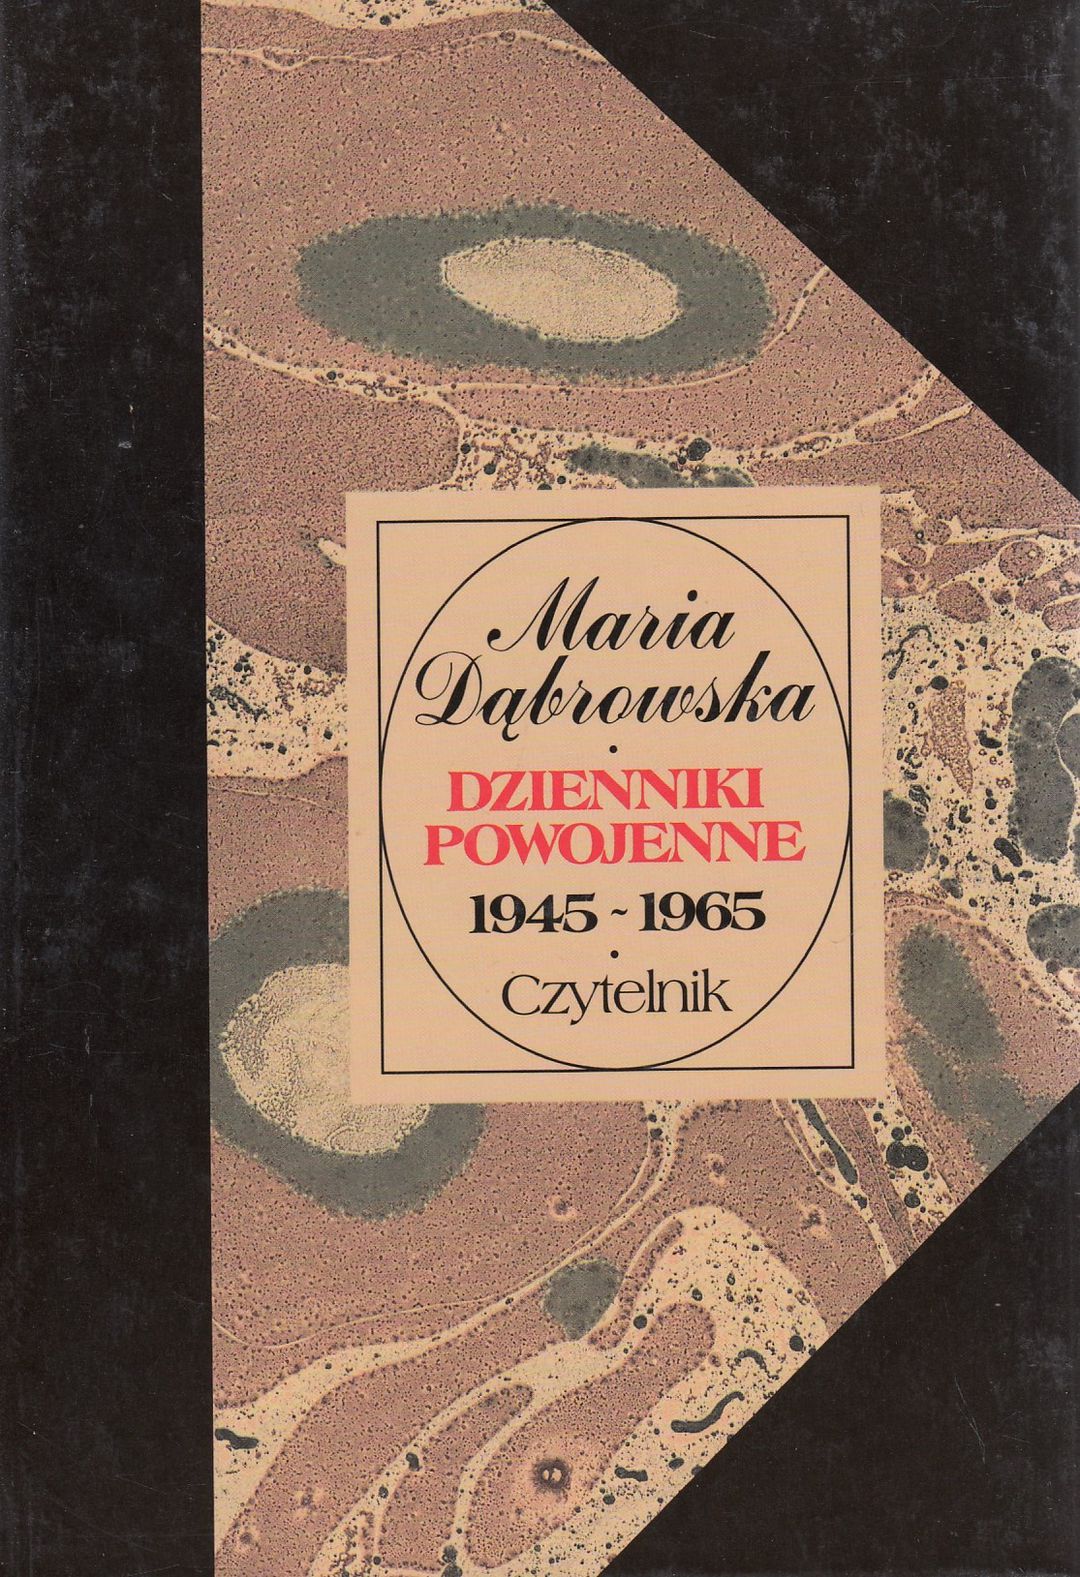 Maria
Dąbrowska
DZIENNIKI
POWOJENNE
1945 ~ 1965
Czytelnik